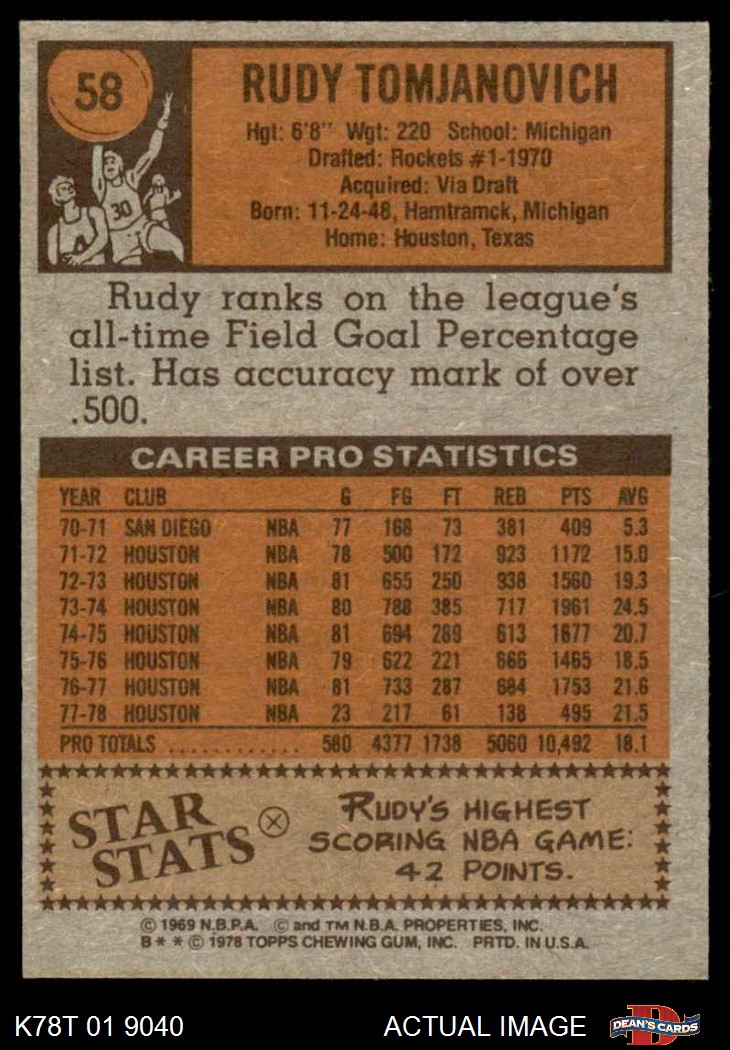 58
RUDY TOMJANOVICH
Hgt: 6'8" Wgt: 220 School: Michigan
Drafted: Rockets #1-1970
Acquired: Via Draft
Born: 11-24-48, Hamtramck, Michigan
Home: Houston, Texas
30
Rudy ranks on the league's
all-time Field Goal Percentage
list. Has accuracy mark of over
.500.
CAREER PRO STATISTICS
YEAR CLUB G FG FT REB PTS AVG
70-71 SAN DIEGO NBA 77 168 73 381 409 5.3
71-72 HOUSTON NBA 78 500 172 923 1172 15.0
72-73 HOUSTON NBA 81 655 250 938 1560 19.3
73-74 HOUSTON NBA 80 788 385 717 1961 24.5
74-75 HOUSTON NBA 81 694 289 613 1677 20.7
75-76 HOUSTON NBA 79 622 221 666 1465 18.5
76-77 HOUSTON NBA 81 733 287 684 1753 21.6
77-78 HOUSTON NBA 23 217 61 138 495 21.5
PRO TOTALS ............ 580 4377 1738 5060 10,492 18.1
STAR
STATS
RUDY'S HIGHEST
SCORING NBA GAME:
42 POINTS.
© 1969 N.B.P.A. © and TM N.B.A. PROPERTIES, INC.
B * * © 1978 TOPPS CHEWING GUM, INC. PRTD. IN U.S.A.
K78T 01 9040 ACTUAL IMAGE
DEAN'S CARDS